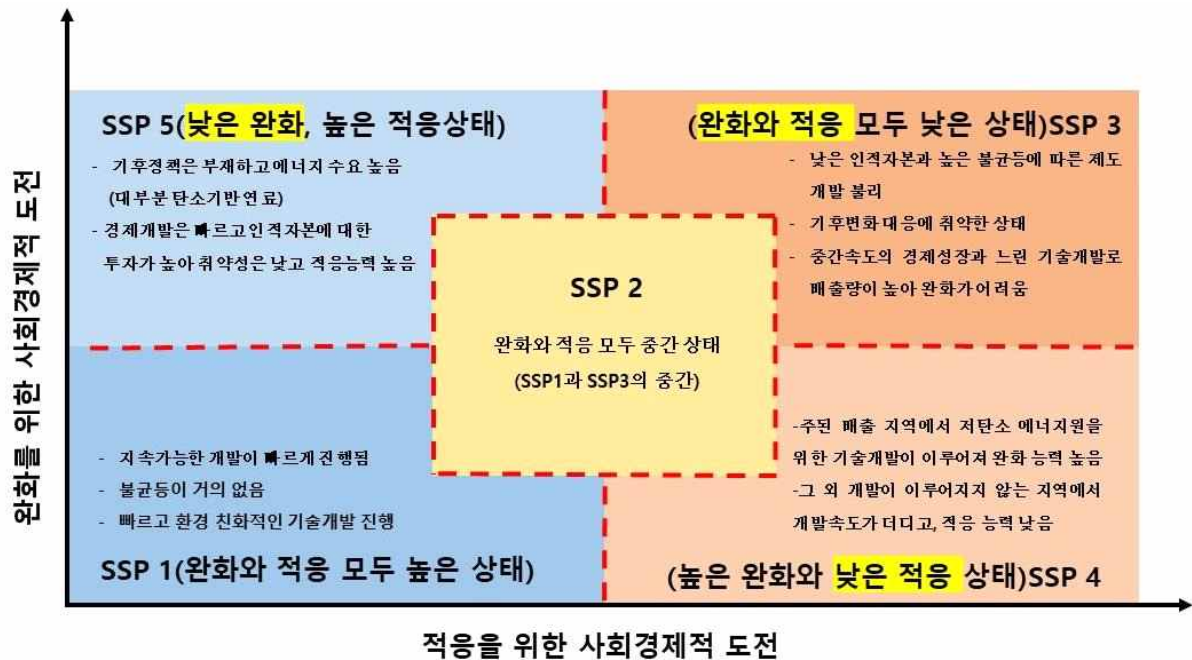 완화를 위한 사회경제적 도전
SSP 5(낮은 완화, 높은 적응상태)
- 기후정책은 부재하고에너지 수요 높음
(대부분 탄소기반연료)
- 경제개발은 빠르고인적자본에 대한
투자가 높아 취약성은 낮고 적응능력 높음
(완화와 적응 모두 낮은 상태)SSP 3
- 낮은 인적자본과 높은 불균등에 따른 제도
개발 불리
- 기후변화 대응에 취약한 상태
- 중간속도의 경제성장과 느린 기술개발로
배출량이 높아 완화가어려움
SSP 2
완화와 적응 모두 중간 상태
(SSP1과 SSP3의 중간)
- 지속가능한 개발이 빠르게 진행됨
- 불균등이 거의 없음
- 빠르고 환경 친화적인 기술개발 진행
SSP 1(완화와 적응 모두 높은 상태)
-주된 배출 지역에서 저탄소 에너지원을
위한 기술개발이 이루어져 완화 능력 높음
-그 외 개발이 이루어지지 않는 지역에서
개발속도가 더디고, 적응 능력 낮음
(높은 완화와 낮은 적응 상태)SSP 4
적응을 위한 사회경제적 도전